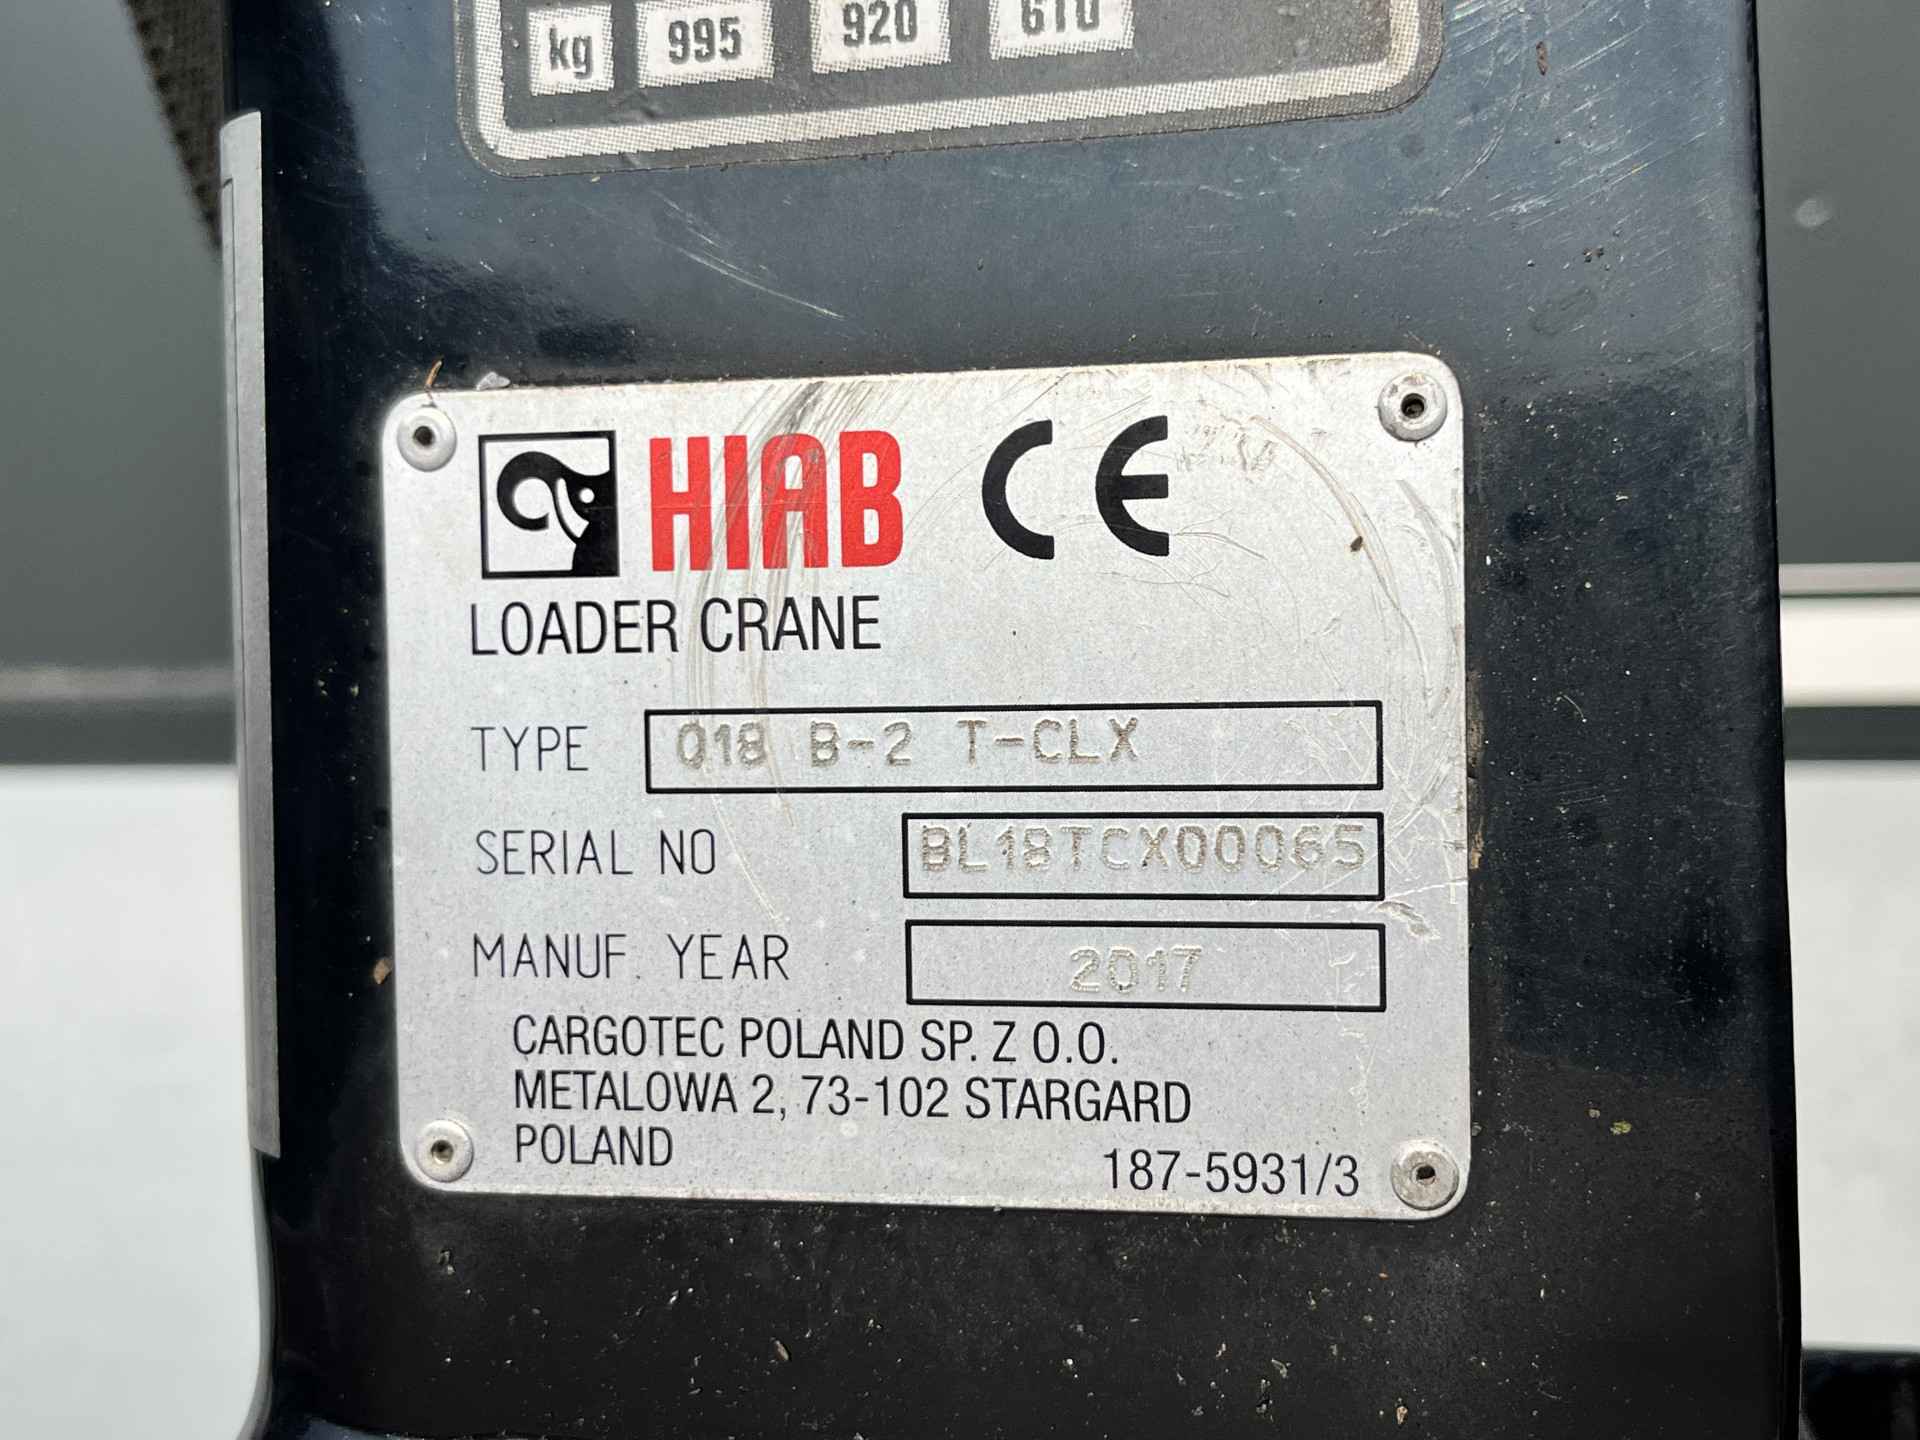 kg 995 920 610
HIAB CE
LOADER CRANE
TYPE 018 B-2 T-CLX
SERIAL NO BL18TCX00065
MANUF. YEAR 2017
CARGOTEC POLAND SP. Z O.O.
METALOWA 2, 73-102 STARGARD
POLAND
187-5931/3